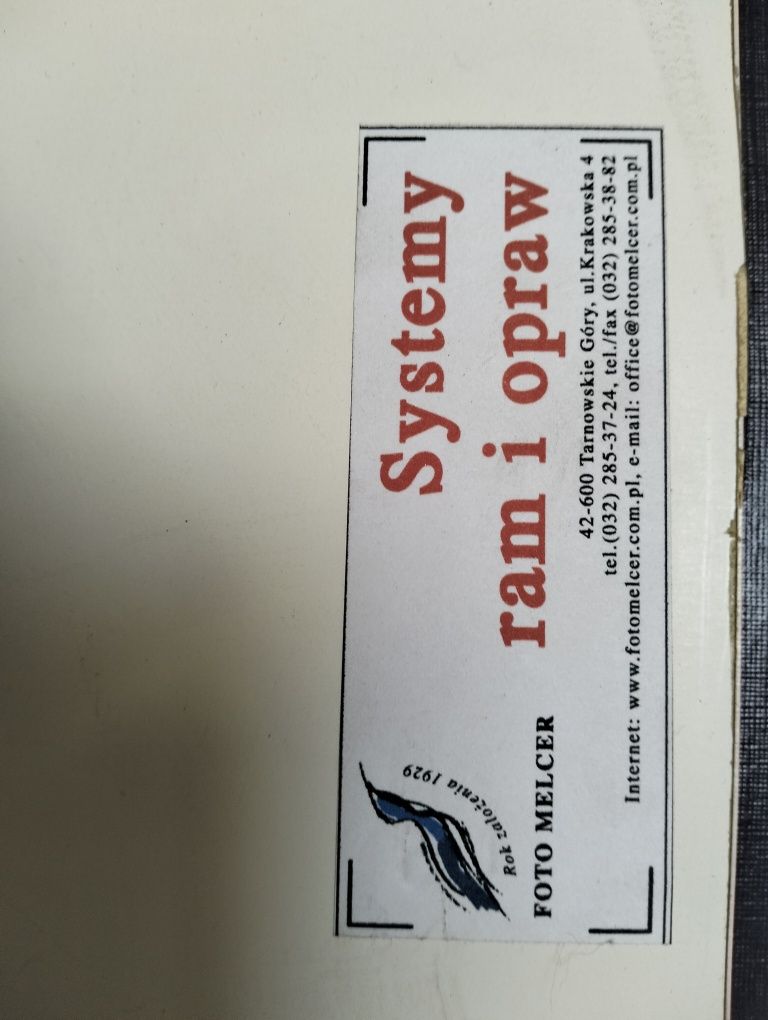 Systemy
ram i opraw
Rok założenia 1929
FOTO MELCER
42-600 Tarnowskie Góry, ul.Krakowska 4
tel.(032) 285-37-24, tel./fax (032) 285-38-82
Internet: www.fotomelcer.com.pl, e-mail: office@fotomelcer.com.pl